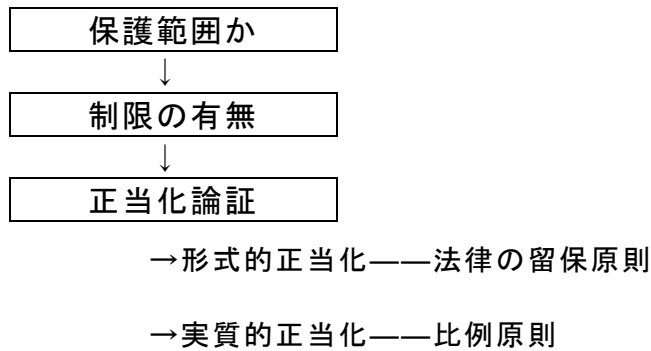 保護範囲か
↓
制限の有無
↓
正当化論証
→形式的正当化——法律の留保原則
→実質的正当化——比例原則